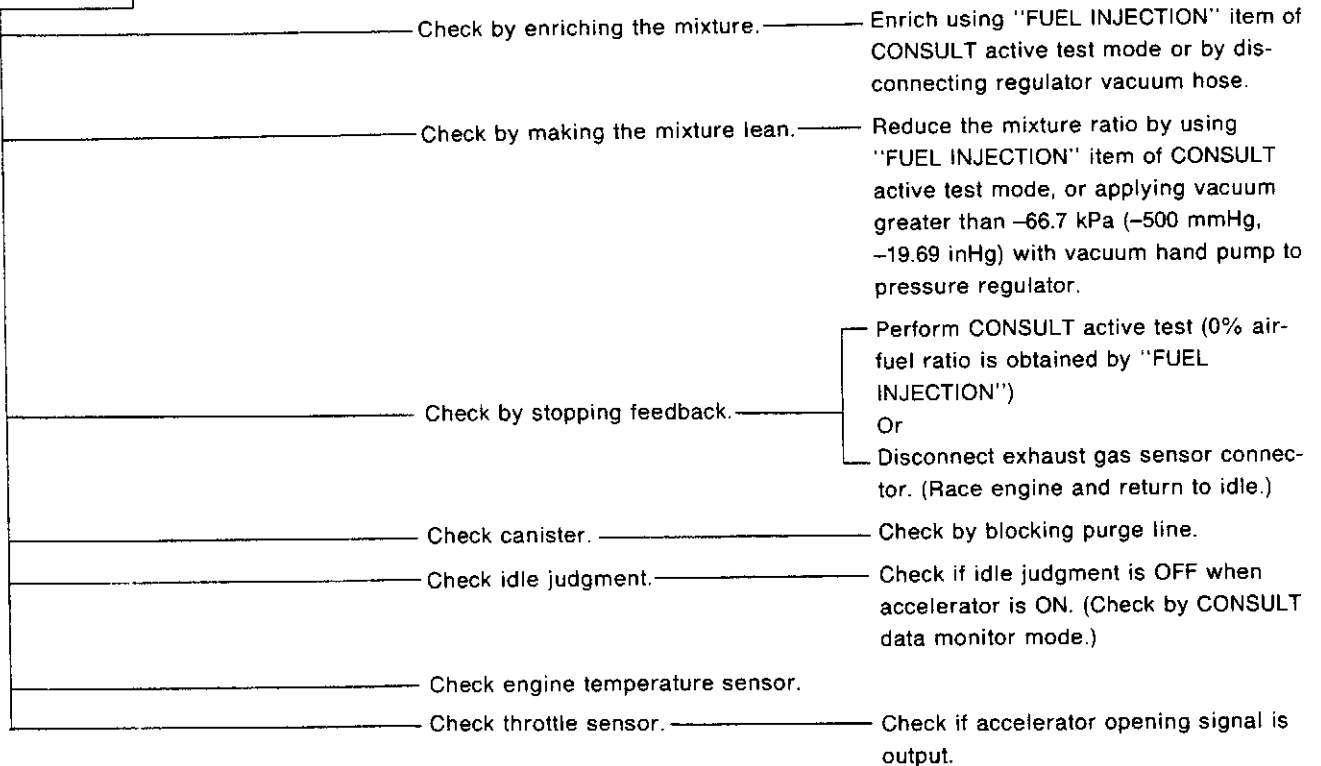 Check by enriching the mixture.
Enrich using "FUEL INJECTION" item of
CONSULT active test mode or by dis-
connecting regulator vacuum hose.
Check by making the mixture lean.
Reduce the mixture ratio by using
"FUEL INJECTION" item of CONSULT
active test mode, or applying vacuum
greater than –66.7 kPa (–500 mmHg,
–19.69 inHg) with vacuum hand pump to
pressure regulator.
Check by stopping feedback.
Perform CONSULT active test (0% air-
fuel ratio is obtained by "FUEL
INJECTION")
Or
Disconnect exhaust gas sensor connec-
tor. (Race engine and return to idle.)
Check canister.
Check by blocking purge line.
Check idle judgment.
Check if idle judgment is OFF when
accelerator is ON. (Check by CONSULT
data monitor mode.)
Check engine temperature sensor.
Check throttle sensor.
Check if accelerator opening signal is
output.